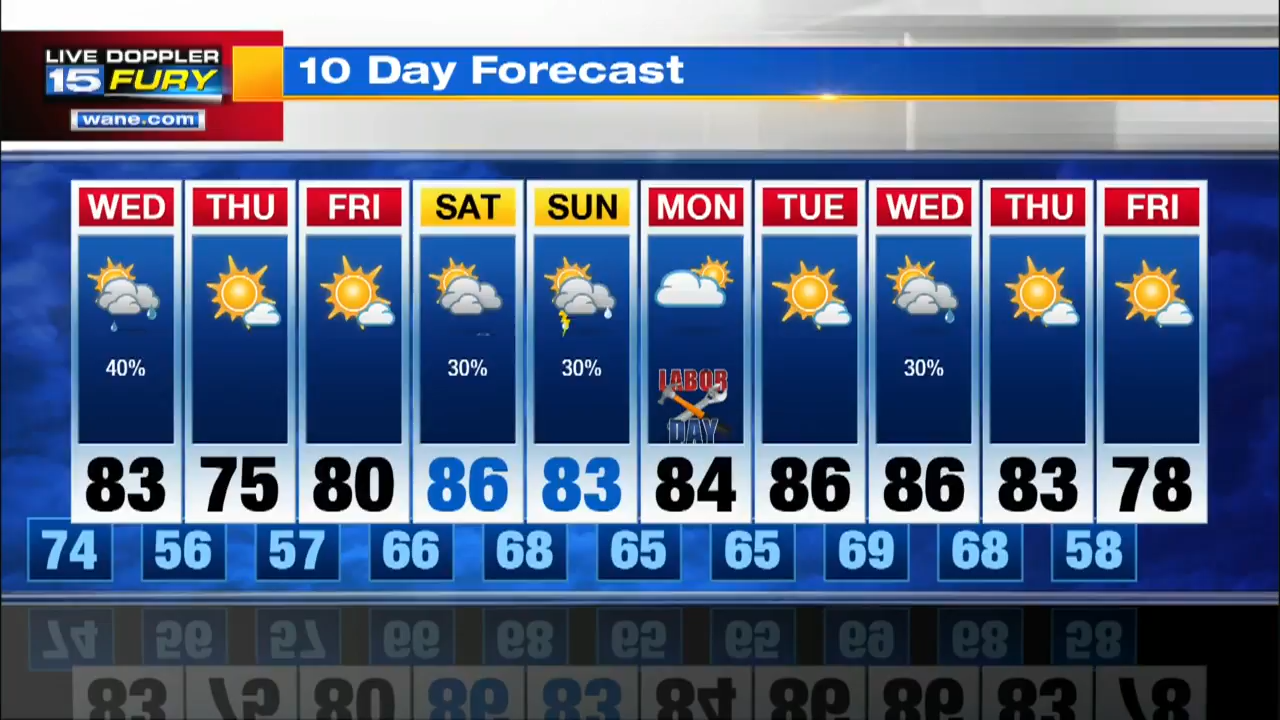 LIVE DOPPLER
15 FURY
wane.com
10 Day Forecast
WED THU FRI SAT SUN MON TUE WED THU FRI
40% 30% 30% 30%
LABOR
DAY
83 75 80 86 83 84 86 86 83 78
74 56 57 66 68 65 65 69 68 58